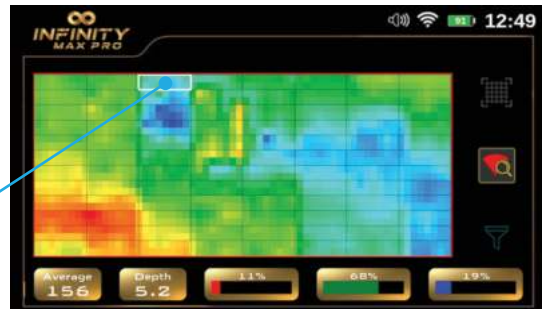 INFINITY
MAX PRO
91
12:49
Average
156
Depth
5.2
11%
68%
19%